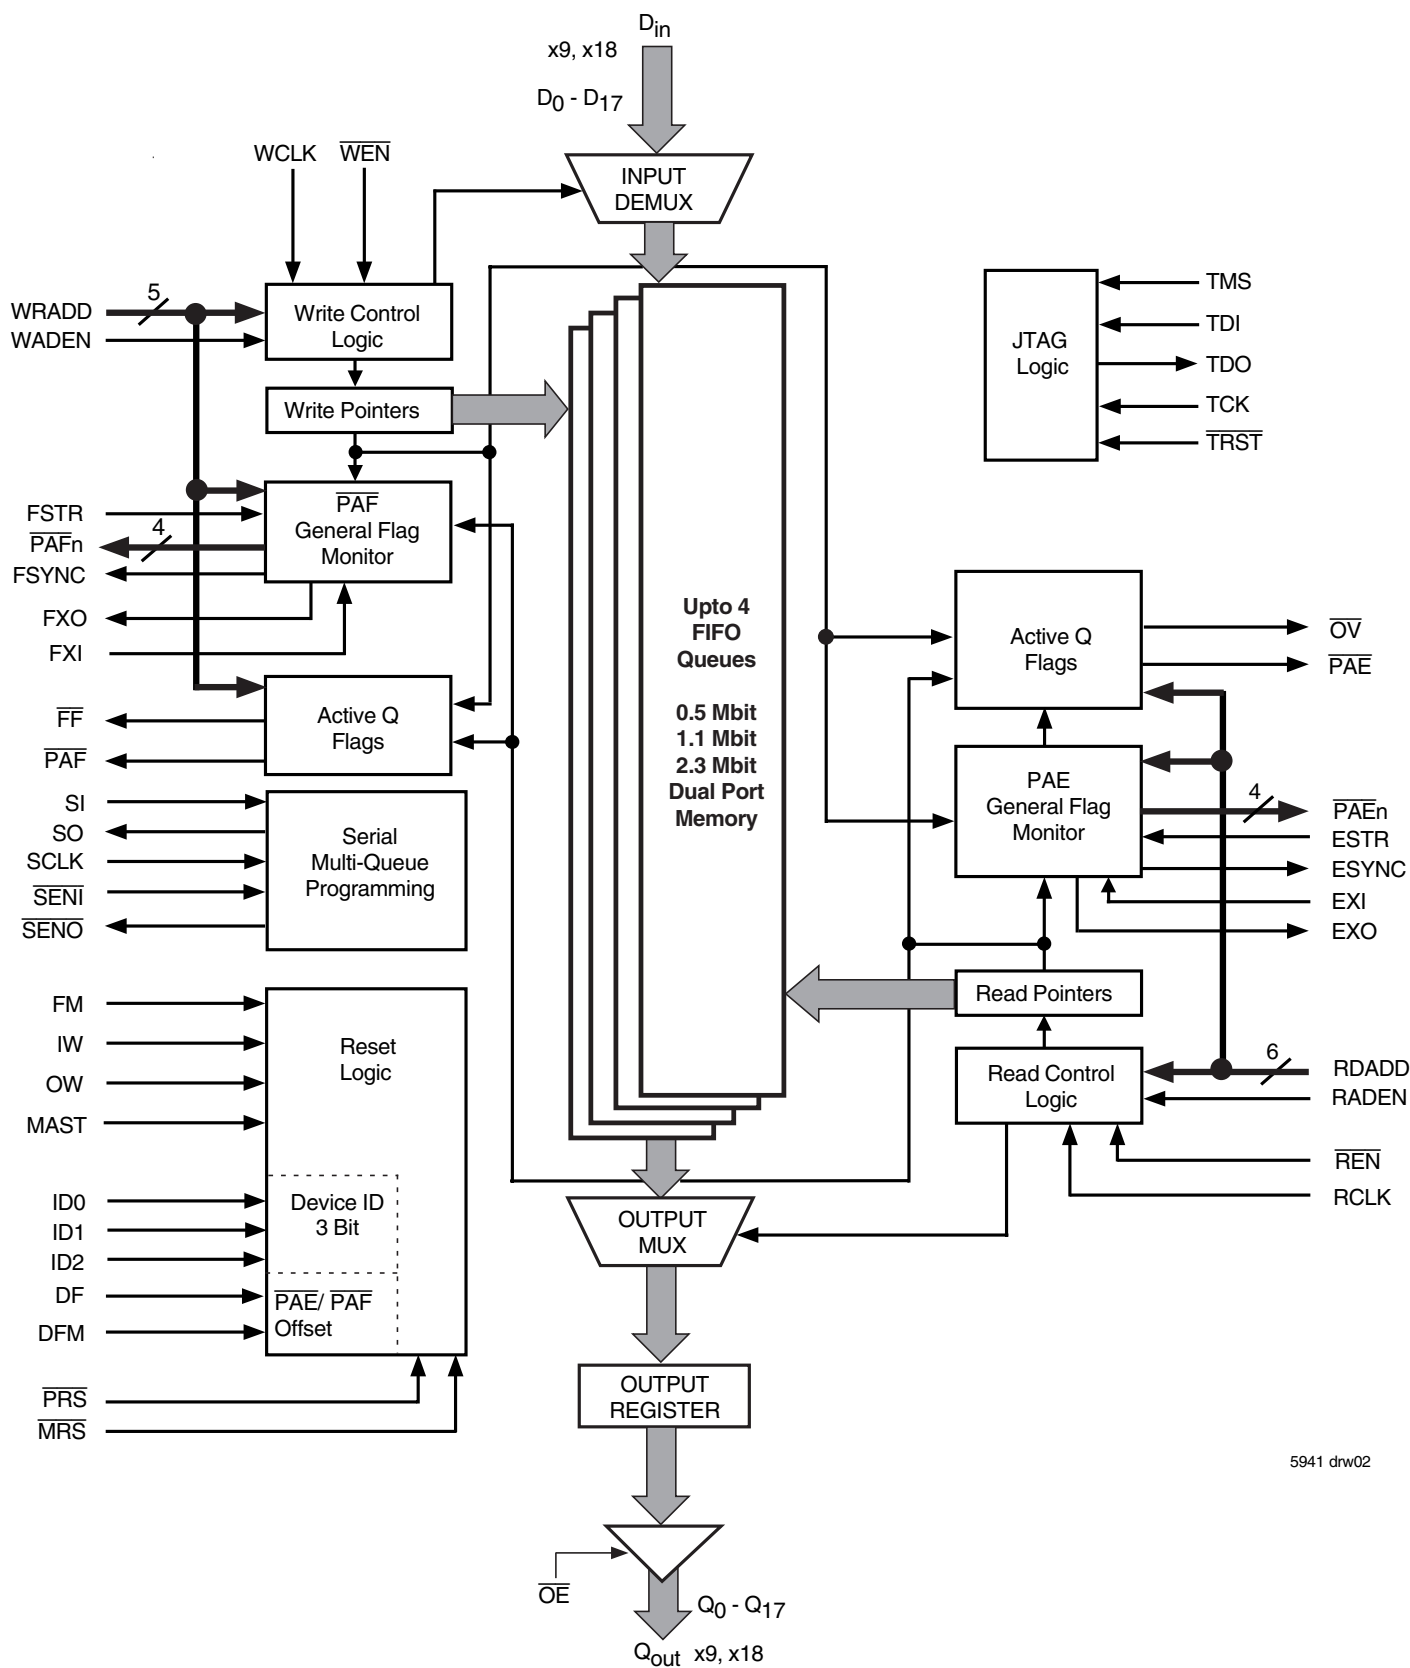 Din
x9, x18
D0 - D17
WCLK
WEN
INPUT
DEMUX
WRADD
5
WADEN
Write Control
Logic
Write Pointers
TMS
TDI
JTAG
Logic
TDO
TCK
TRST
FSTR
PAFn
4
FSYNC
FXO
FXI
PAF
General Flag
Monitor
FF
PAF
Active Q
Flags
Upto 4
FIFO
Queues
0.5 Mbit
1.1 Mbit
2.3 Mbit
Dual Port
Memory
Active Q
Flags
OV
PAE
PAE
General Flag
Monitor
4
PAEn
ESTR
ESYNC
EXI
EXO
SI
SO
SCLK
SENI
SENO
Serial
Multi-Queue
Programming
Read Pointers
Read Control
Logic
6
RDADD
RADEN
REN
RCLK
FM
IW
OW
MAST
Reset
Logic
ID0
ID1
ID2
Device ID
3 Bit
DF
DFM
PAE/ PAF
Offset
PRS
MRS
OUTPUT
MUX
OUTPUT
REGISTER
5941 drw02
OE
Q0 - Q17
Qout x9, x18